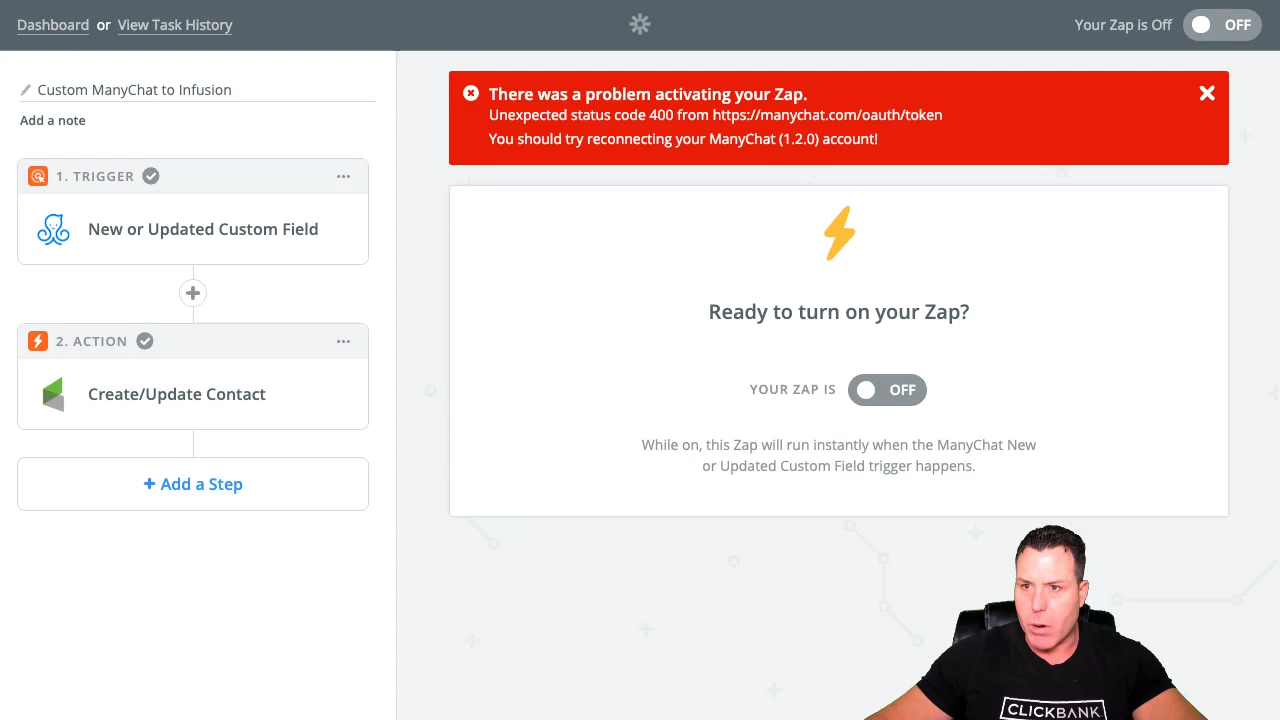 Dashboard or View Task History
Your Zap is Off OFF
Custom ManyChat to Infusion
Add a note
1. TRIGGER
New or Updated Custom Field
2. ACTION
Create/Update Contact
+ Add a Step
There was a problem activating your Zap.
Unexpected status code 400 from https://manychat.com/oauth/token
You should try reconnecting your ManyChat (1.2.0) account!
Ready to turn on your Zap?
YOUR ZAP IS OFF
While on, this Zap will run instantly when the ManyChat New
or Updated Custom Field trigger happens.
CLICKBANK